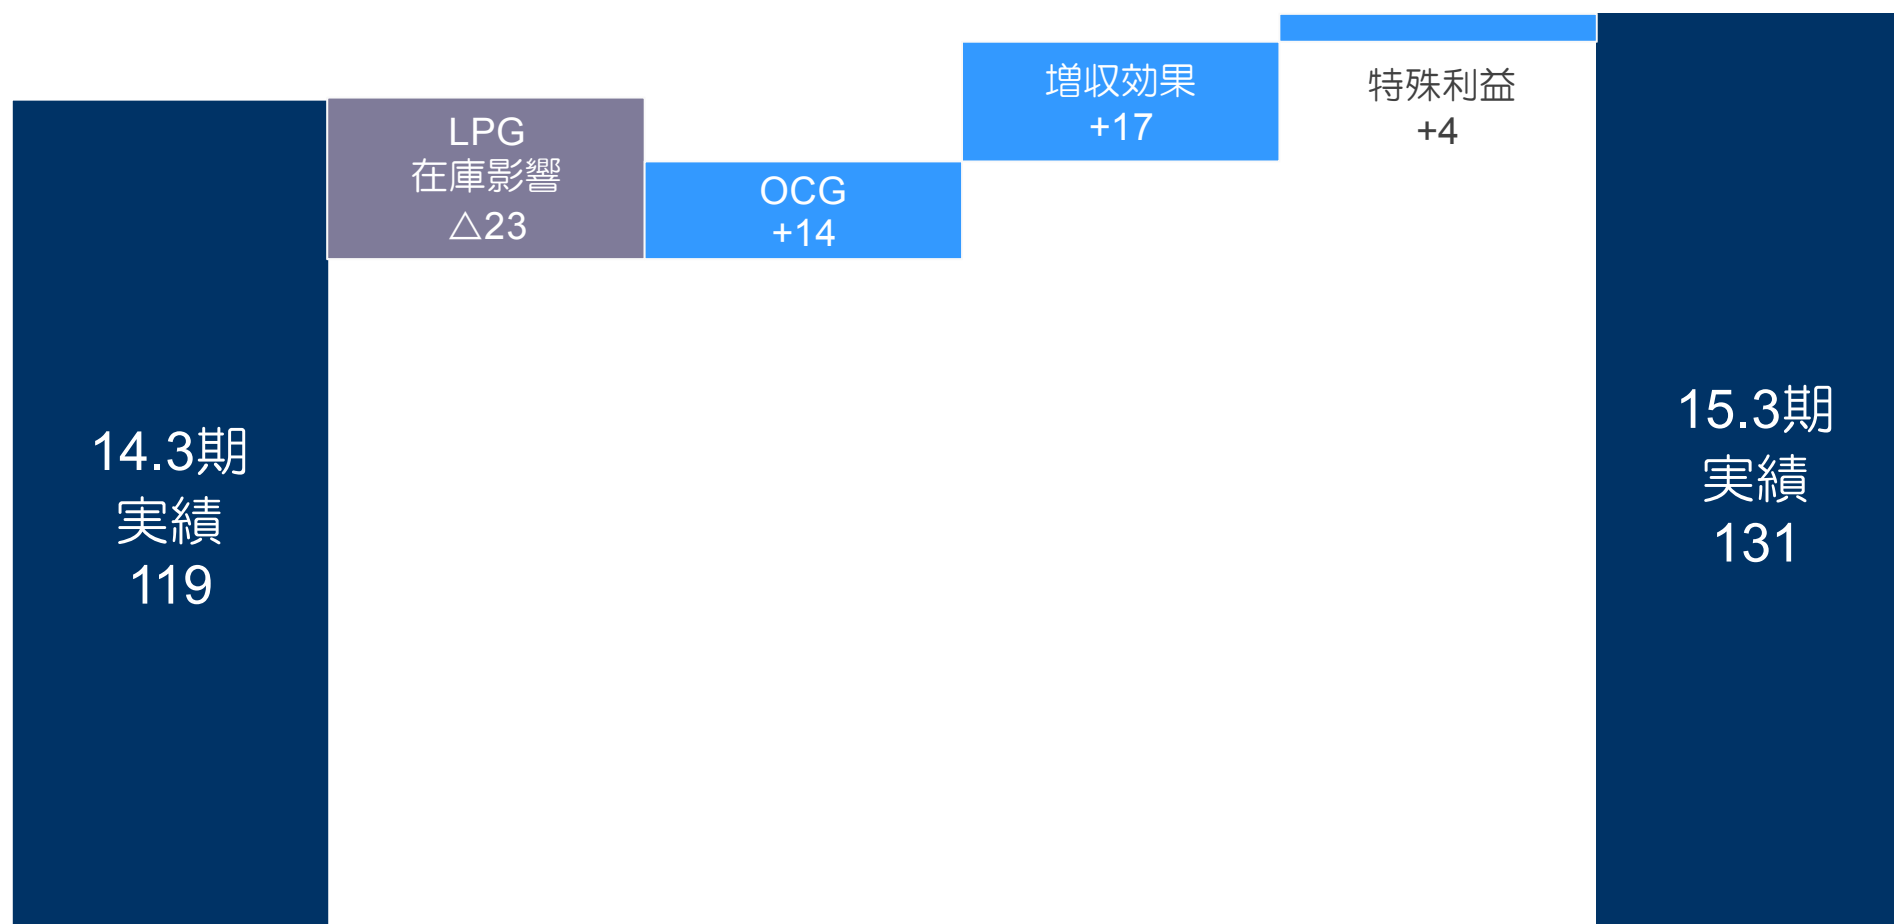 14.3期
実績
119
LPG
在庫影響
△23
OCG
+14
増収効果
+17
特殊利益
+4
15.3期
実績
131